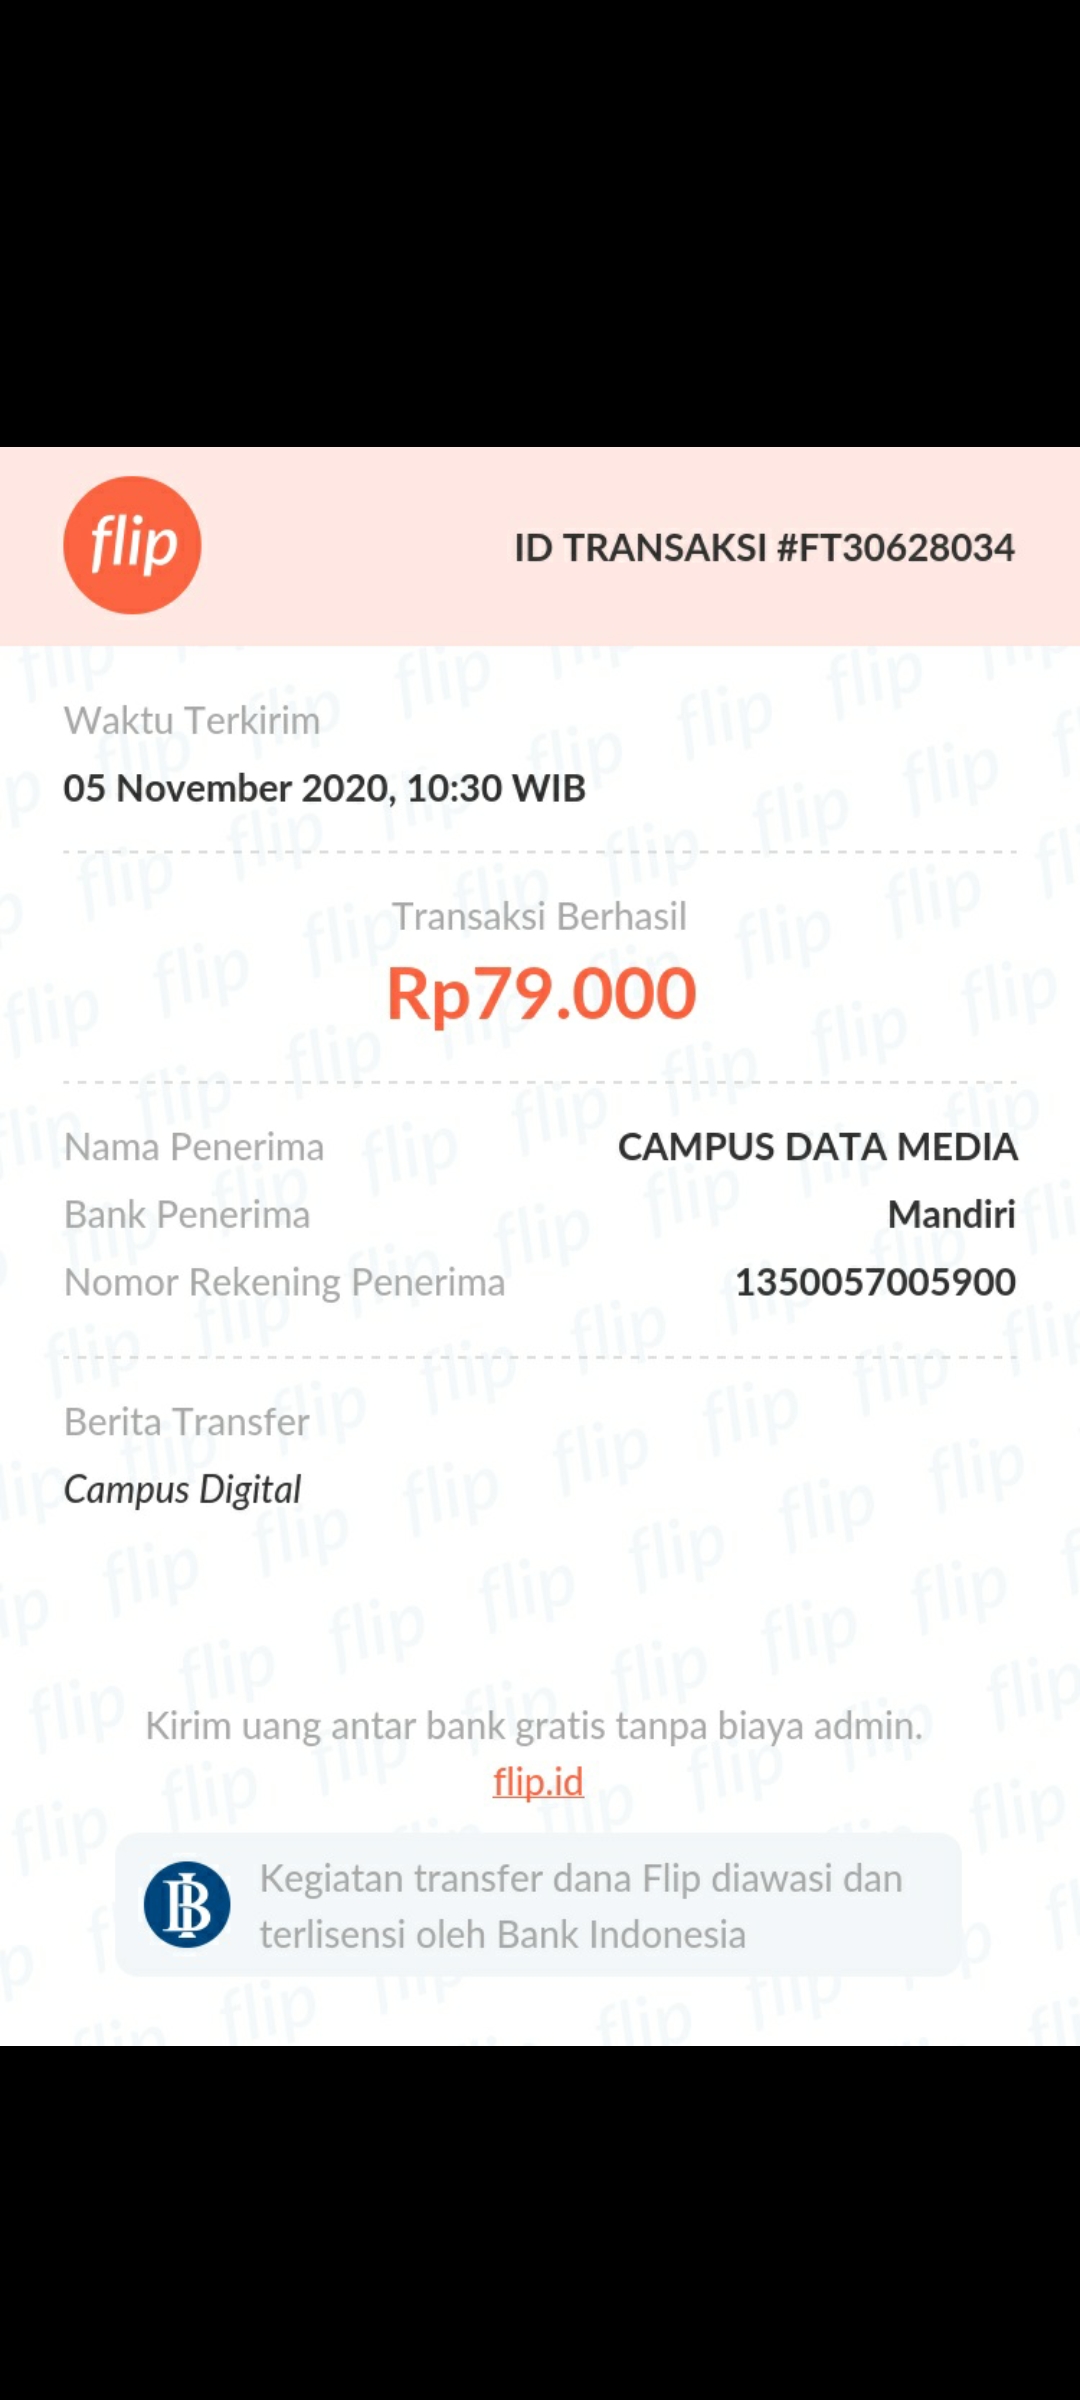 flip
ID TRANSAKSI #FT30628034
Waktu Terkirim
05 November 2020, 10:30 WIB
Transaksi Berhasil
Rp79.000
Nama Penerima CAMPUS DATA MEDIA
Bank Penerima Mandiri
Nomor Rekening Penerima 1350057005900
Berita Transfer
Campus Digital
Kirim uang antar bank gratis tanpa biaya admin.
flip.id
Kegiatan transfer dana Flip diawasi dan
terlisensi oleh Bank Indonesia